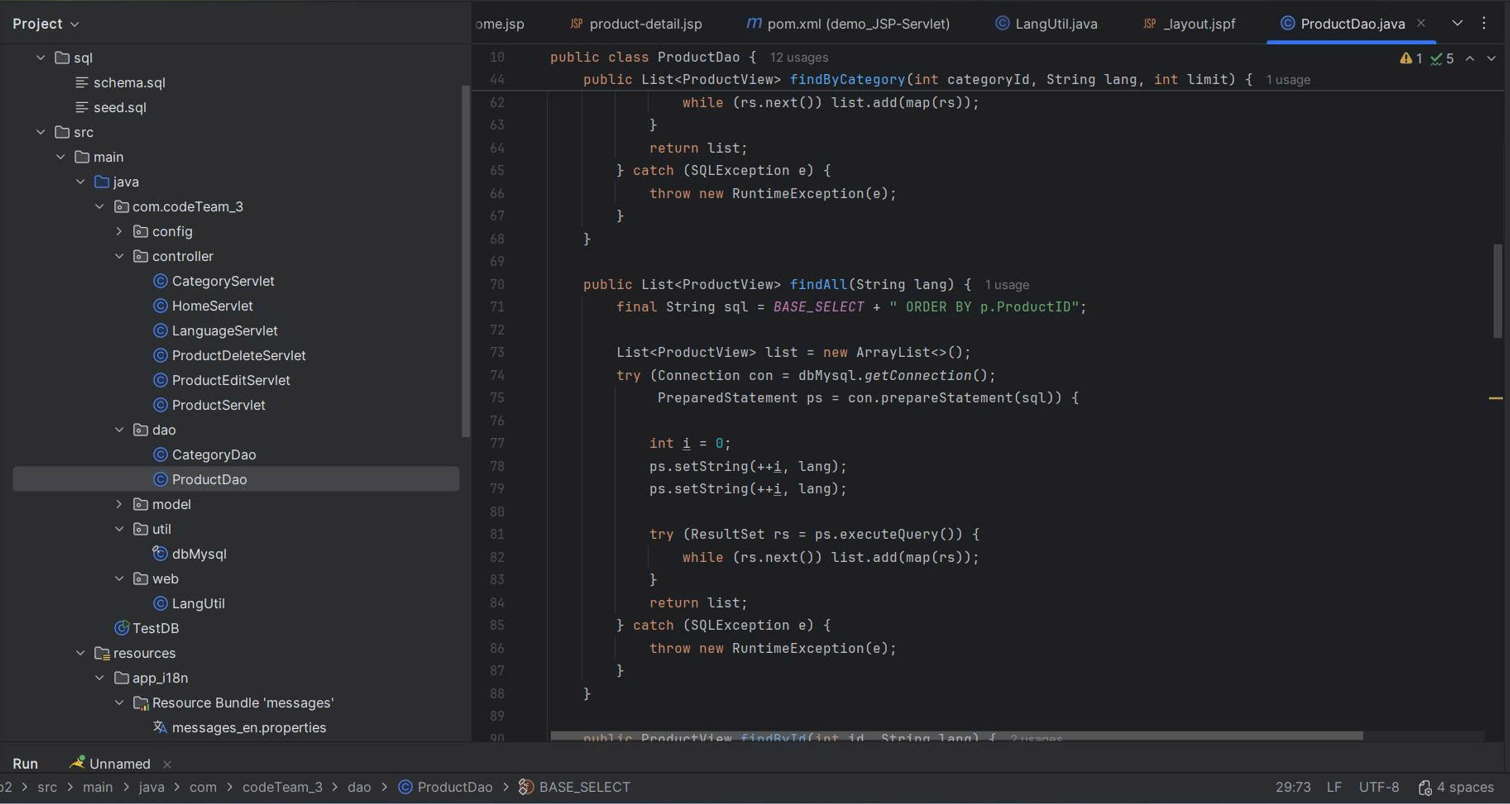 Project
ome.jsp
JSP product-detail.jsp
m pom.xml (demo_JSP-Servlet)
C LangUtil.java
JSP _layout.jspf
C ProductDao.java
sql
schema.sql
seed.sql
src
main
java
com.codeTeam_3
config
controller
CategoryServlet
HomeServlet
LanguageServlet
ProductDeleteServlet
ProductEditServlet
ProductServlet
dao
CategoryDao
ProductDao
model
util
dbMysql
web
LangUtil
TestDB
resources
app_i18n
Resource Bundle 'messages'
messages_en.properties
10 public class ProductDao { 12 usages
1 5
44 public List<ProductView> findByCategory(int categoryId, String lang, int limit) { 1 usage
62 while (rs.next()) list.add(map(rs));
63 }
64 return list;
65 } catch (SQLException e) {
66 throw new RuntimeException(e);
67 }
68 }
69
70 public List<ProductView> findAll(String lang) { 1 usage
71 final String sql = BASE_SELECT + " ORDER BY p.ProductID";
72
73 List<ProductView> list = new ArrayList<>();
74 try (Connection con = dbMysql.getConnection();
75 PreparedStatement ps = con.prepareStatement(sql)) {
76
77 int i = 0;
78 ps.setString(++i, lang);
79 ps.setString(++i, lang);
80
81 try (ResultSet rs = ps.executeQuery()) {
82 while (rs.next()) list.add(map(rs));
83 }
84 return list;
85 } catch (SQLException e) {
86 throw new RuntimeException(e);
87 }
88 }
89
90 public ProductView findById(int id, String lang) { 2 usages
Run
Unnamed
p2 > src > main > java > com > codeTeam_3 > dao > ProductDao > BASE_SELECT
29:73 LF UTF-8 4 spaces